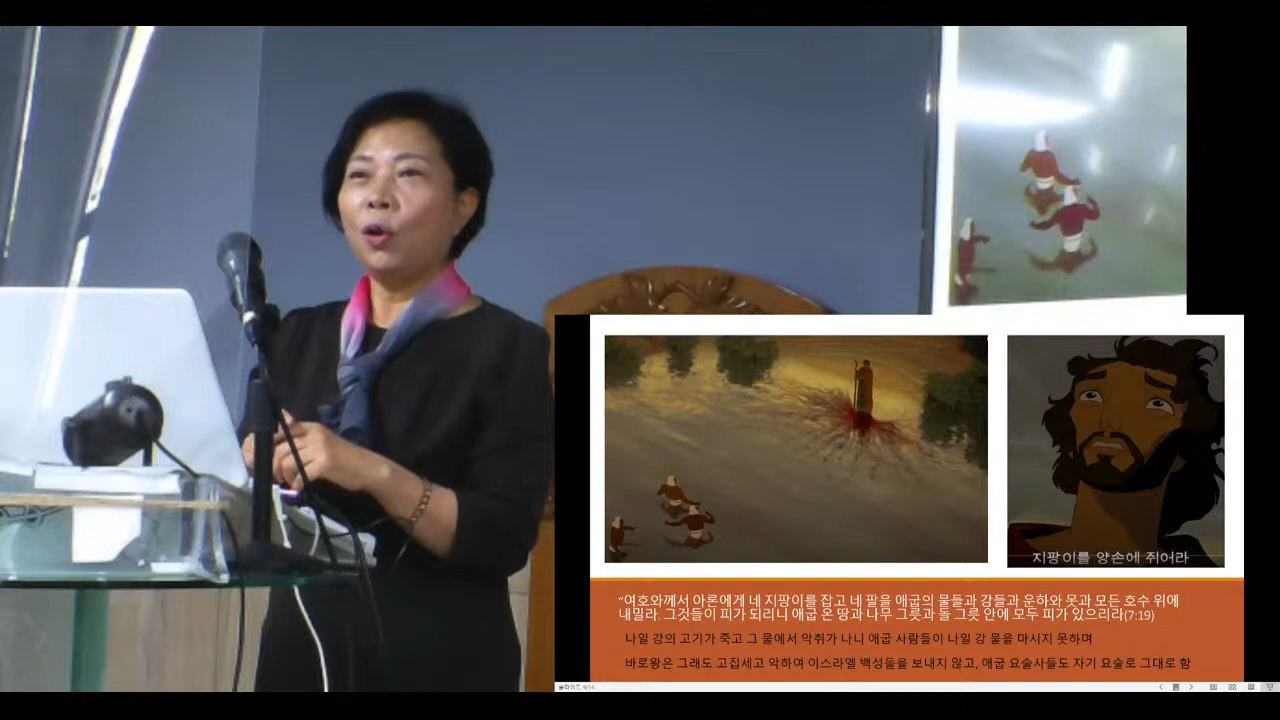 지팡이를 양손에 쥐어라
“여호와께서 아론에게 네 지팡이를 잡고 네 팔을 애굽의 물들과 강들과 운하와 못과 모든 호수 위에
내밀라. 그것들이 피가 되리니 애굽 온 땅과 나무 그릇과 돌 그릇 안에 모두 피가 있으리라(7:19)
나일 강의 고기가 죽고 그 물에서 악취가 나니 애굽 사람들이 나일 강 물을 마시지 못하며
바로왕은 그래도 고집세고 악하여 이스라엘 백성들을 보내지 않고, 애굽 요술사들도 자기 요술로 그대로 함